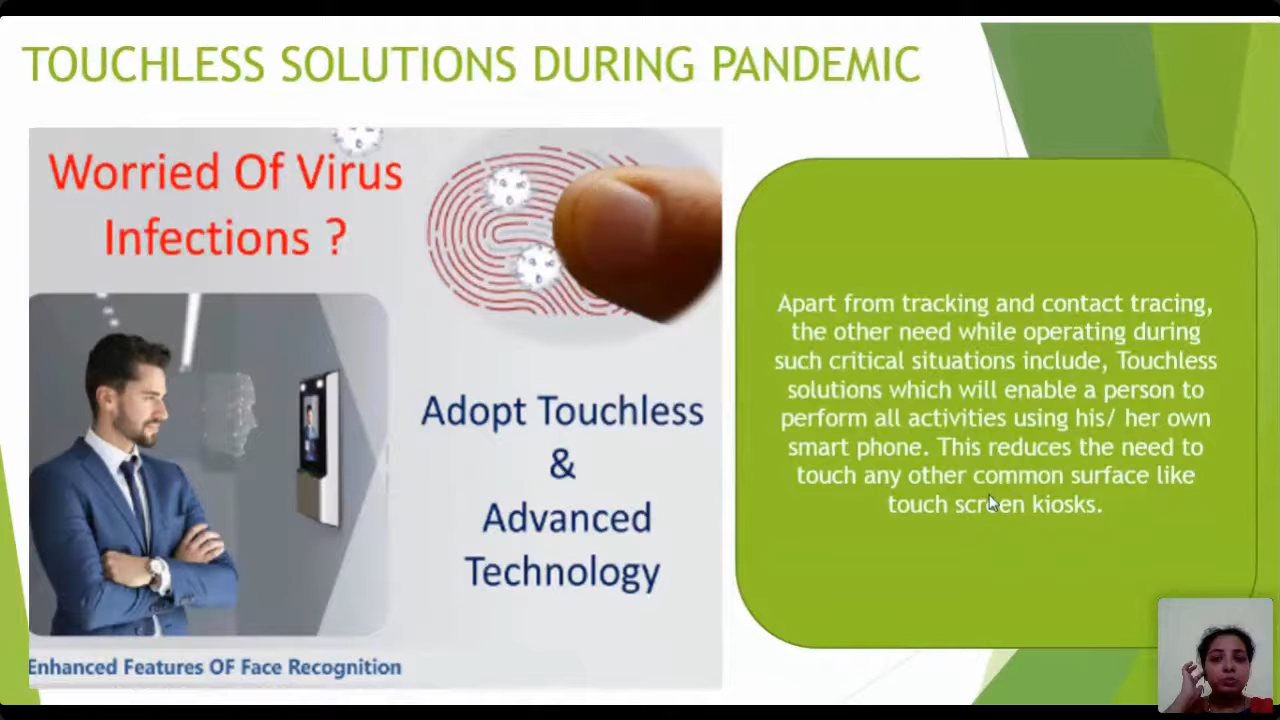 TOUCHLESS SOLUTIONS DURING PANDEMIC
Worried Of Virus
Infections ?
Adopt Touchless
&
Advanced
Technology
Enhanced Features OF Face Recognition
Apart from tracking and contact tracing,
the other need while operating during
such critical situations include, Touchless
solutions which will enable a person to
perform all activities using his/ her own
smart phone. This reduces the need to
touch any other common surface like
touch screen kiosks.